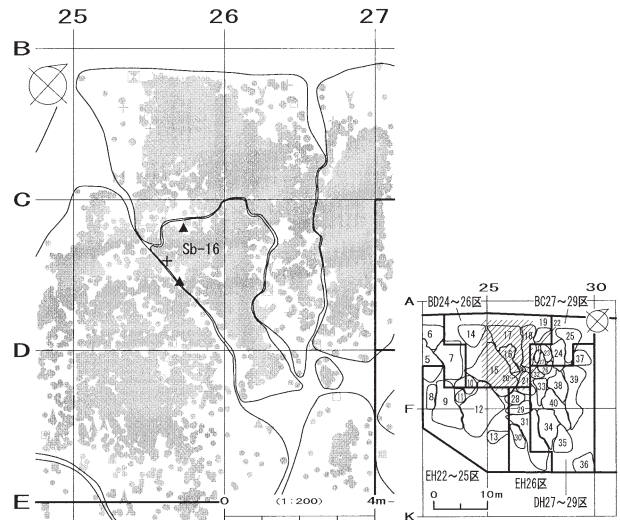 25 26 27
B
C
Sb-16
D
E
0 (1:200) 4m
25 30
BD24～26区 BC27～29区
A
F
K
19 22
6 14 17 18 25
7 16 24 37
5 15
10 21
8 9 11 33 38 39
28
12 29 40
31 34
13 30 35
36
EH22～25区 EH26区
DH27～29区
0 10m